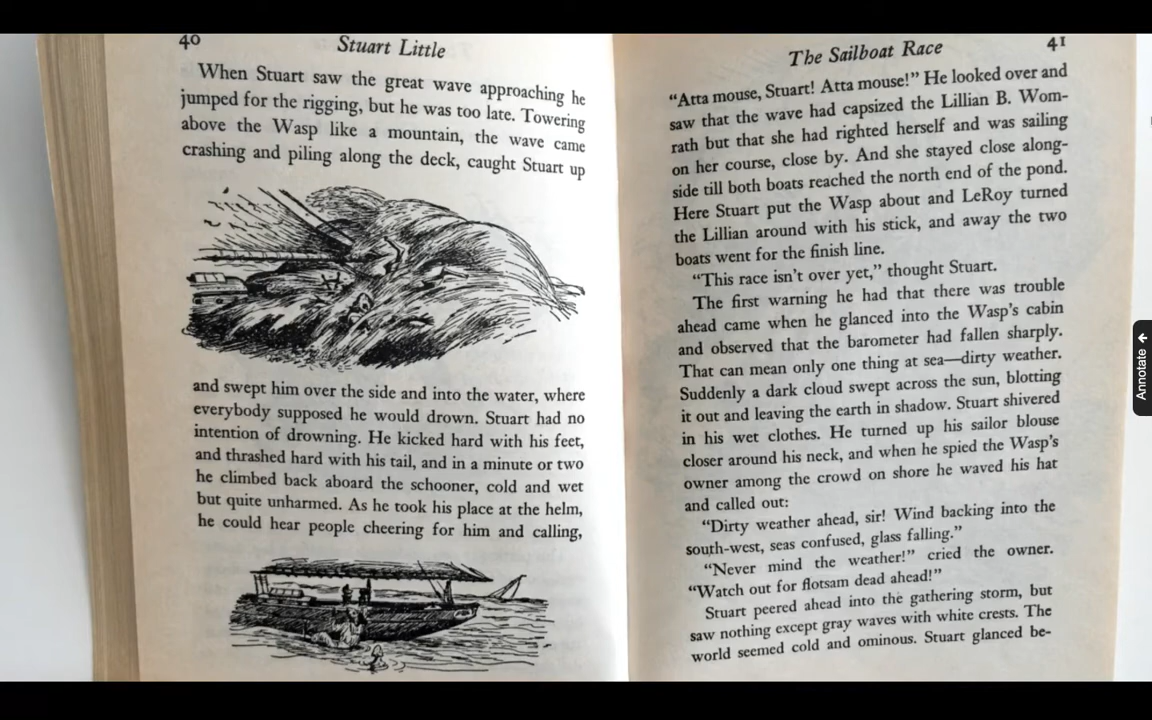 40
Stuart Little
When Stuart saw the great wave approaching he
jumped for the rigging, but he was too late. Towering
above the Wasp like a mountain, the wave came
crashing and piling along the deck, caught Stuart up
and swept him over the side and into the water, where
everybody supposed he would drown. Stuart had no
intention of drowning. He kicked hard with his feet,
and thrashed hard with his tail, and in a minute or two
he climbed back aboard the schooner, cold and wet
but quite unharmed. As he took his place at the helm,
he could hear people cheering for him and calling,
The Sailboat Race
41
“Atta mouse, Stuart! Atta mouse!” He looked over and
saw that the wave had capsized the Lillian B. Wom-
rath but that she had righted herself and was sailing
on her course, close by. And she stayed close along-
side till both boats reached the north end of the pond.
Here Stuart put the Wasp about and LeRoy turned
the Lillian around with his stick, and away the two
boats went for the finish line.
“This race isn’t over yet,” thought Stuart.
The first warning he had that there was trouble
ahead came when he glanced into the Wasp’s cabin
and observed that the barometer had fallen sharply.
That can mean only one thing at sea—dirty weather.
Suddenly a dark cloud swept across the sun, blotting
it out and leaving the earth in shadow. Stuart shivered
in his wet clothes. He turned up his sailor blouse
closer around his neck, and when he spied the Wasp’s
owner among the crowd on shore he waved his hat
and called out:
“Dirty weather ahead, sir! Wind backing into the
south-west, seas confused, glass falling.”
“Never mind the weather!” cried the owner.
“Watch out for flotsam dead ahead!”
Stuart peered ahead into the gathering storm, but
saw nothing except gray waves with white crests. The
world seemed cold and ominous. Stuart glanced be-
Annotate